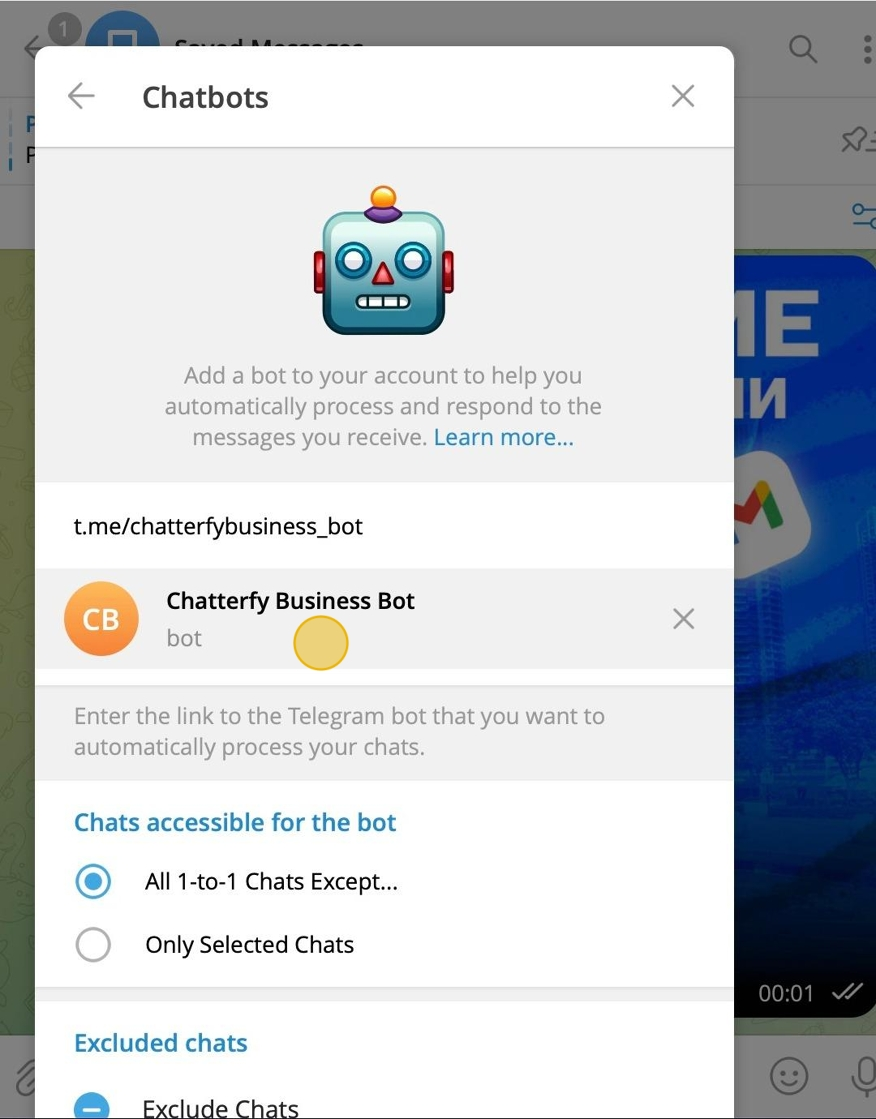 1
Chatbots
Add a bot to your account to help you
automatically process and respond to the
messages you receive. Learn more...
t.me/chatterfybusiness_bot
CB
Chatterfy Business Bot
bot
Enter the link to the Telegram bot that you want to
automatically process your chats.
Chats accessible for the bot
All 1-to-1 Chats Except...
Only Selected Chats
00:01
Excluded chats
Exclude Chats